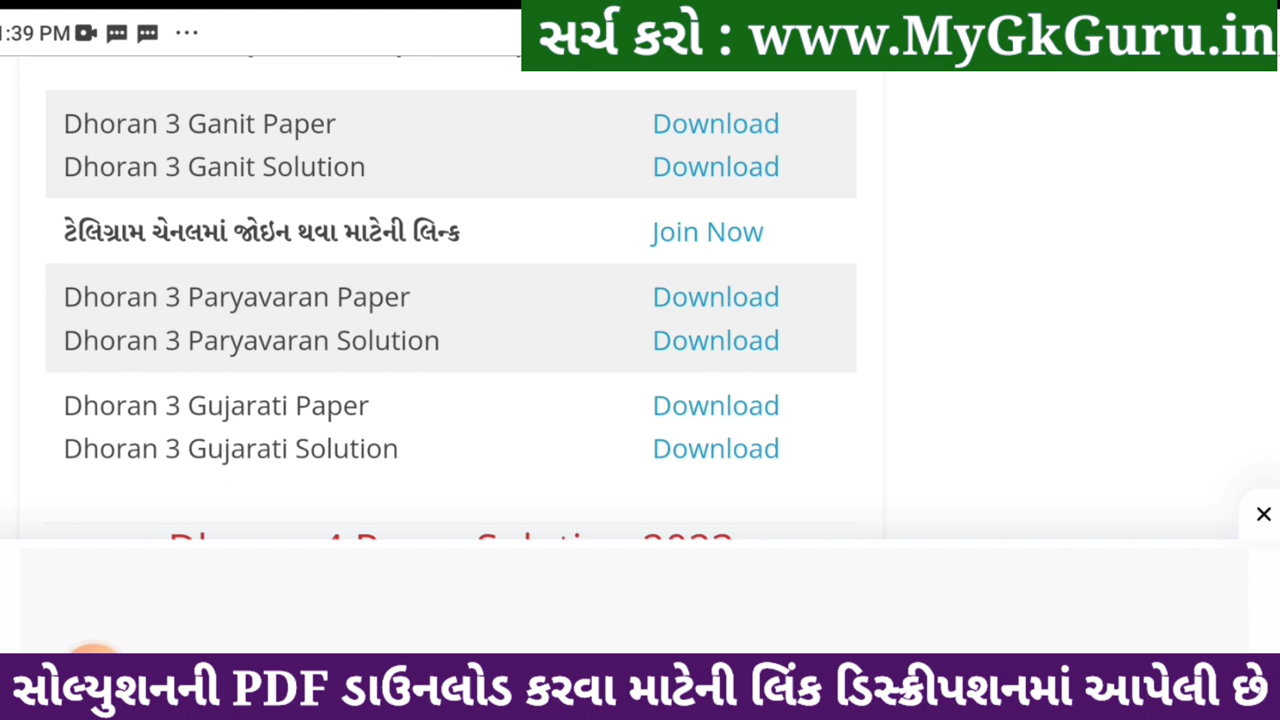 :39 PM
સર્ચ કરો : www.MyGkGuru.in
Dhoran 3 Ganit Paper Download
Dhoran 3 Ganit Solution Download
ટેલિગ્રામ ચેનલમાં જોઇન થવા માટેની લિન્ક Join Now
Dhoran 3 Paryavaran Paper Download
Dhoran 3 Paryavaran Solution Download
Dhoran 3 Gujarati Paper Download
Dhoran 3 Gujarati Solution Download
સોલ્યુશનની PDF ડાઉનલોડ કરવા માટેની લિંક ડિસ્ક્રીપશનમાં આપેલી છે